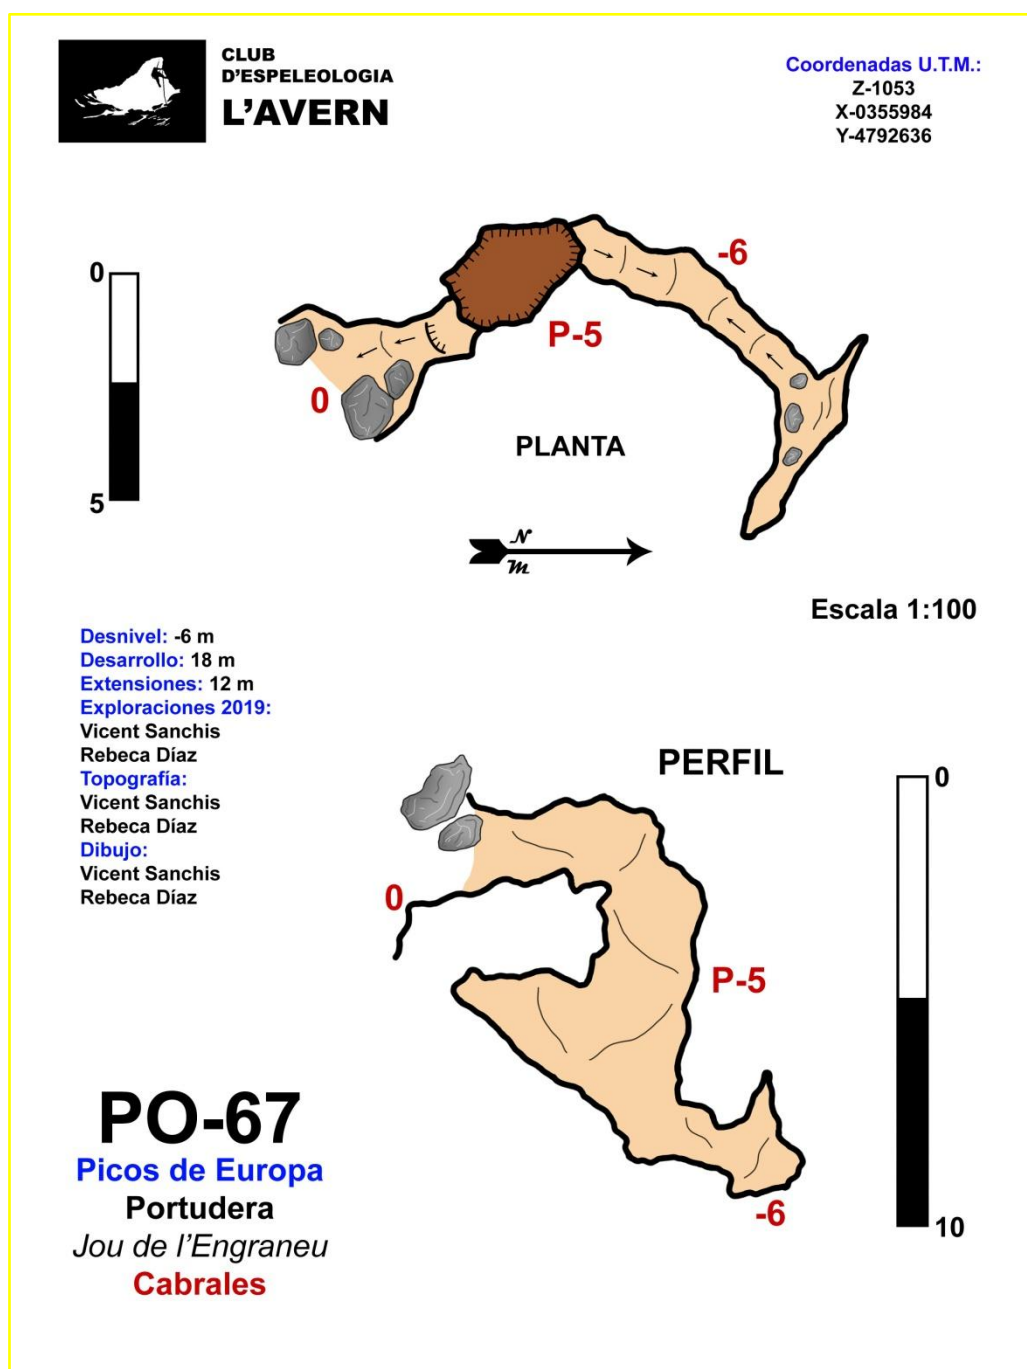 CLUB
D'ESPELEOLOGIA
L'AVERN
Coordenadas U.T.M.:
Z-1053
X-0355984
Y-4792636
0
5
-6
P-5
0
PLANTA
N
m
Escala 1:100
Desnivel: -6 m
Desarrollo: 18 m
Extensiones: 12 m
Exploraciones 2019:
Vicent Sanchis
Rebeca Díaz
Topografía:
Vicent Sanchis
Rebeca Díaz
Dibujo:
Vicent Sanchis
Rebeca Díaz
PERFIL
0
0
P-5
-6
10
PO-67
Picos de Europa
Portudera
Jou de l'Engraneu
Cabrales